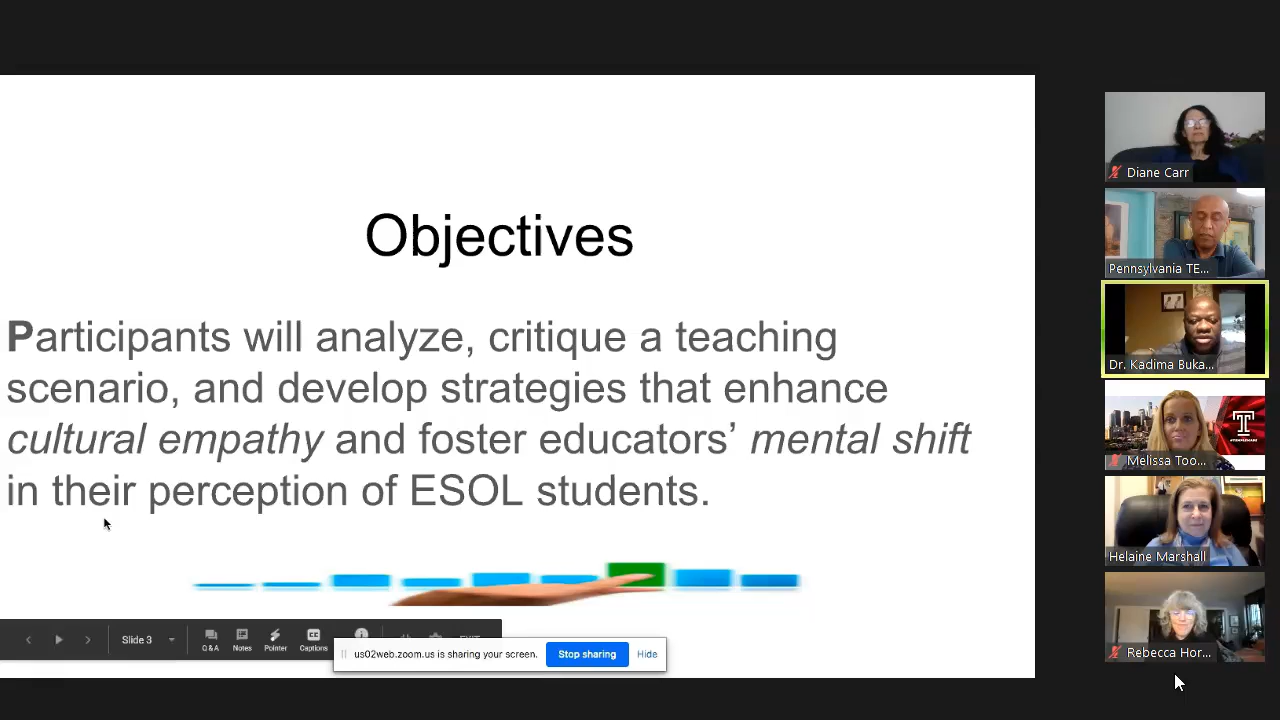 Objectives
Participants will analyze, critique a teaching
scenario, and develop strategies that enhance
cultural empathy and foster educators’ mental shift
in their perception of ESOL students.
Slide 3
Q&A
Notes
Pointer
Captions
us02web.zoom.us is sharing your screen.
Stop sharing
Hide
Diane Carr
Pennsylvania TE...
Dr. Kadima Buka...
T
Melissa Too...
Helaine Marshall
Rebecca Hor...